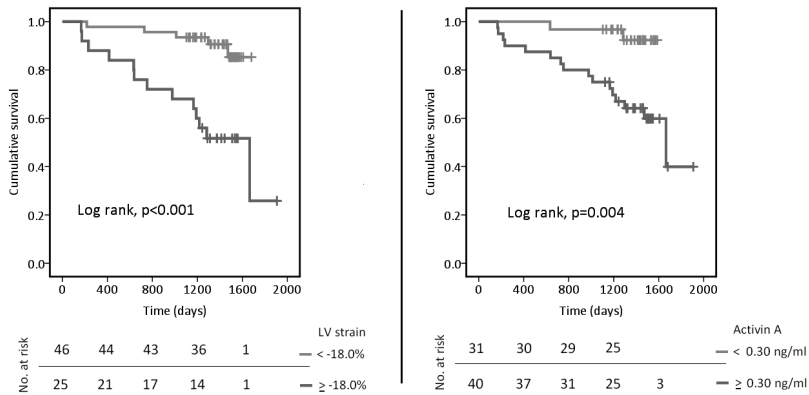 1.0
0.8
0.6
0.4
0.2
0.0
Cumulative survival
Log rank, p<0.001
0 400 800 1200 1600 2000
Time (days)
No. at risk
LV strain
46 44 43 36 1 < -18.0%
25 21 17 14 1 ≥ -18.0%
1.0
0.8
0.6
0.4
0.2
0.0
Cumulative survival
Log rank, p=0.004
0 400 800 1200 1600 2000
Time (days)
No. at risk
Activin A
31 30 29 25 < 0.30 ng/ml
40 37 31 25 3 ≥ 0.30 ng/ml